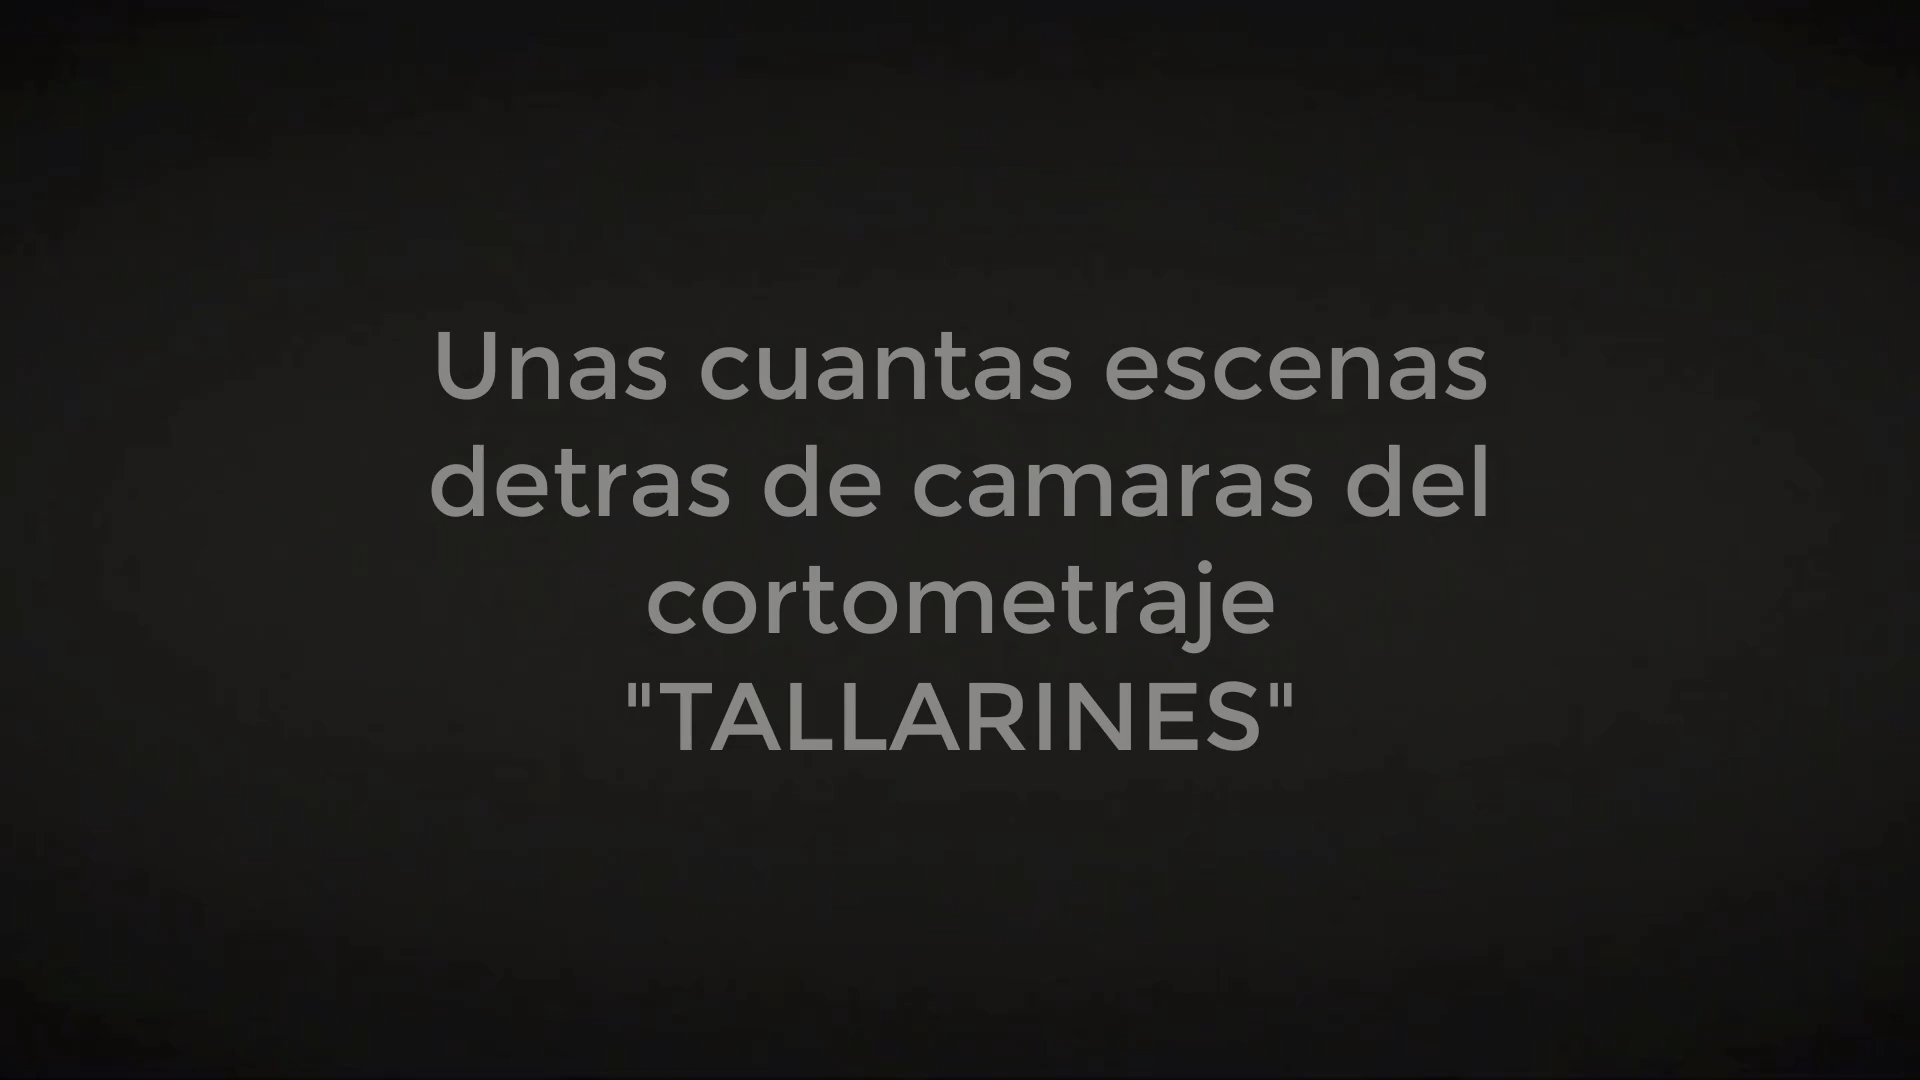 Unas cuantas escenas
detras de camaras del
cortometraje
"TALLARINES"